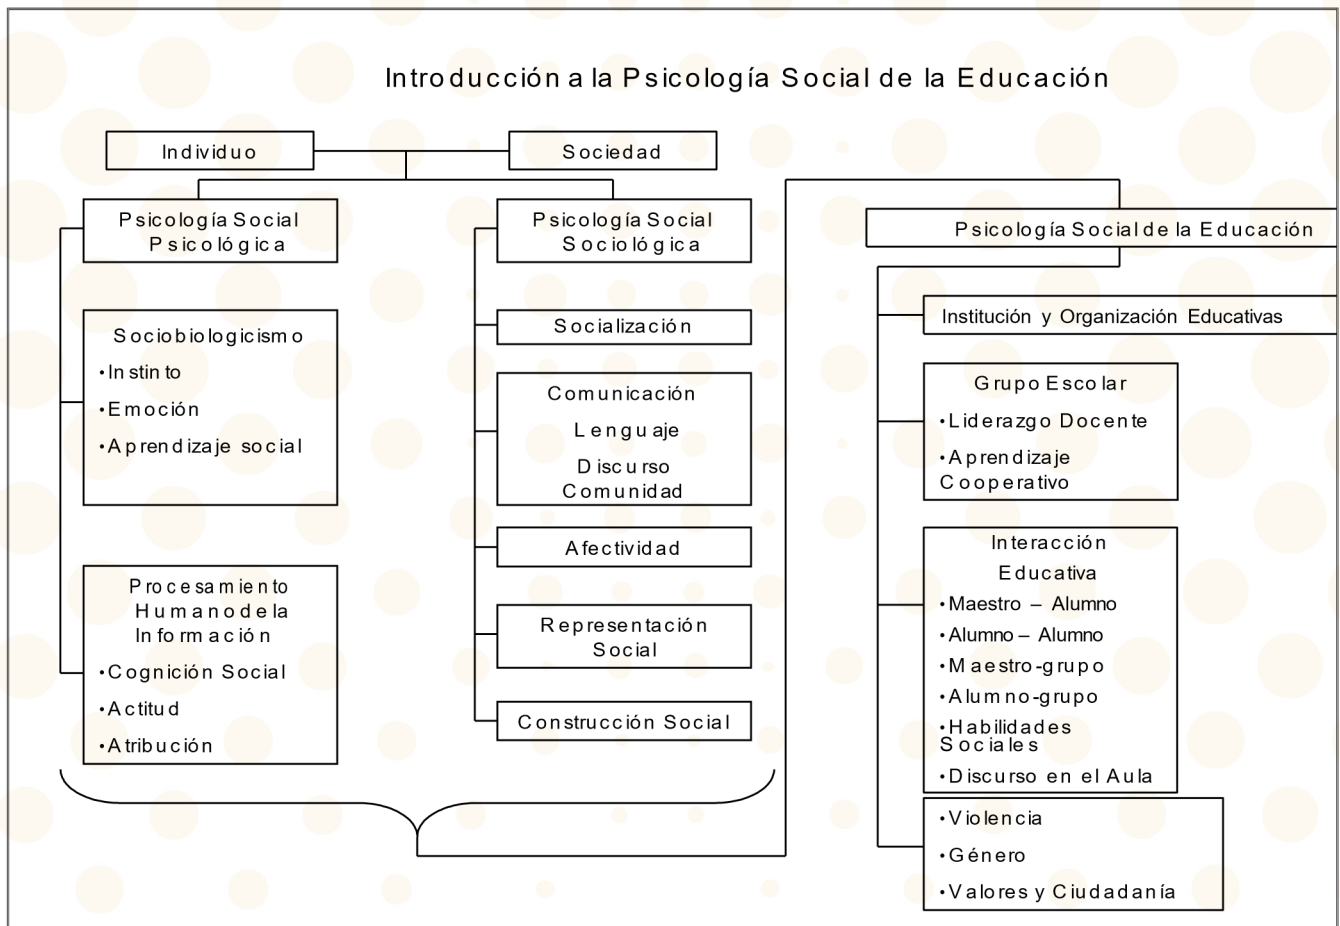 Introducción a la Psicología Social de la Educación
Individuo
Sociedad
Psicología Social
Psicológica
Sociobiologicismo
•Instinto
•Emoción
•Aprendizaje social
Procesamiento
Humano de la
Información
•Cognición Social
•Actitud
•Atribución
Psicología Social
Sociológica
Socialización
Comunicación
Lenguaje
Discurso
Comunidad
Afectividad
Representación
Social
Construcción Social
Psicología Social de la Educación
Institución y Organización Educativas
Grupo Escolar
•Liderazgo Docente
•Aprendizaje
Cooperativo
Interacción
Educativa
•Maestro – Alumno
•Alumno – Alumno
•Maestro-grupo
•Alumno-grupo
•Habilidades
Sociales
•Discurso en el Aula
•Violencia
•Género
•Valores y Ciudadanía